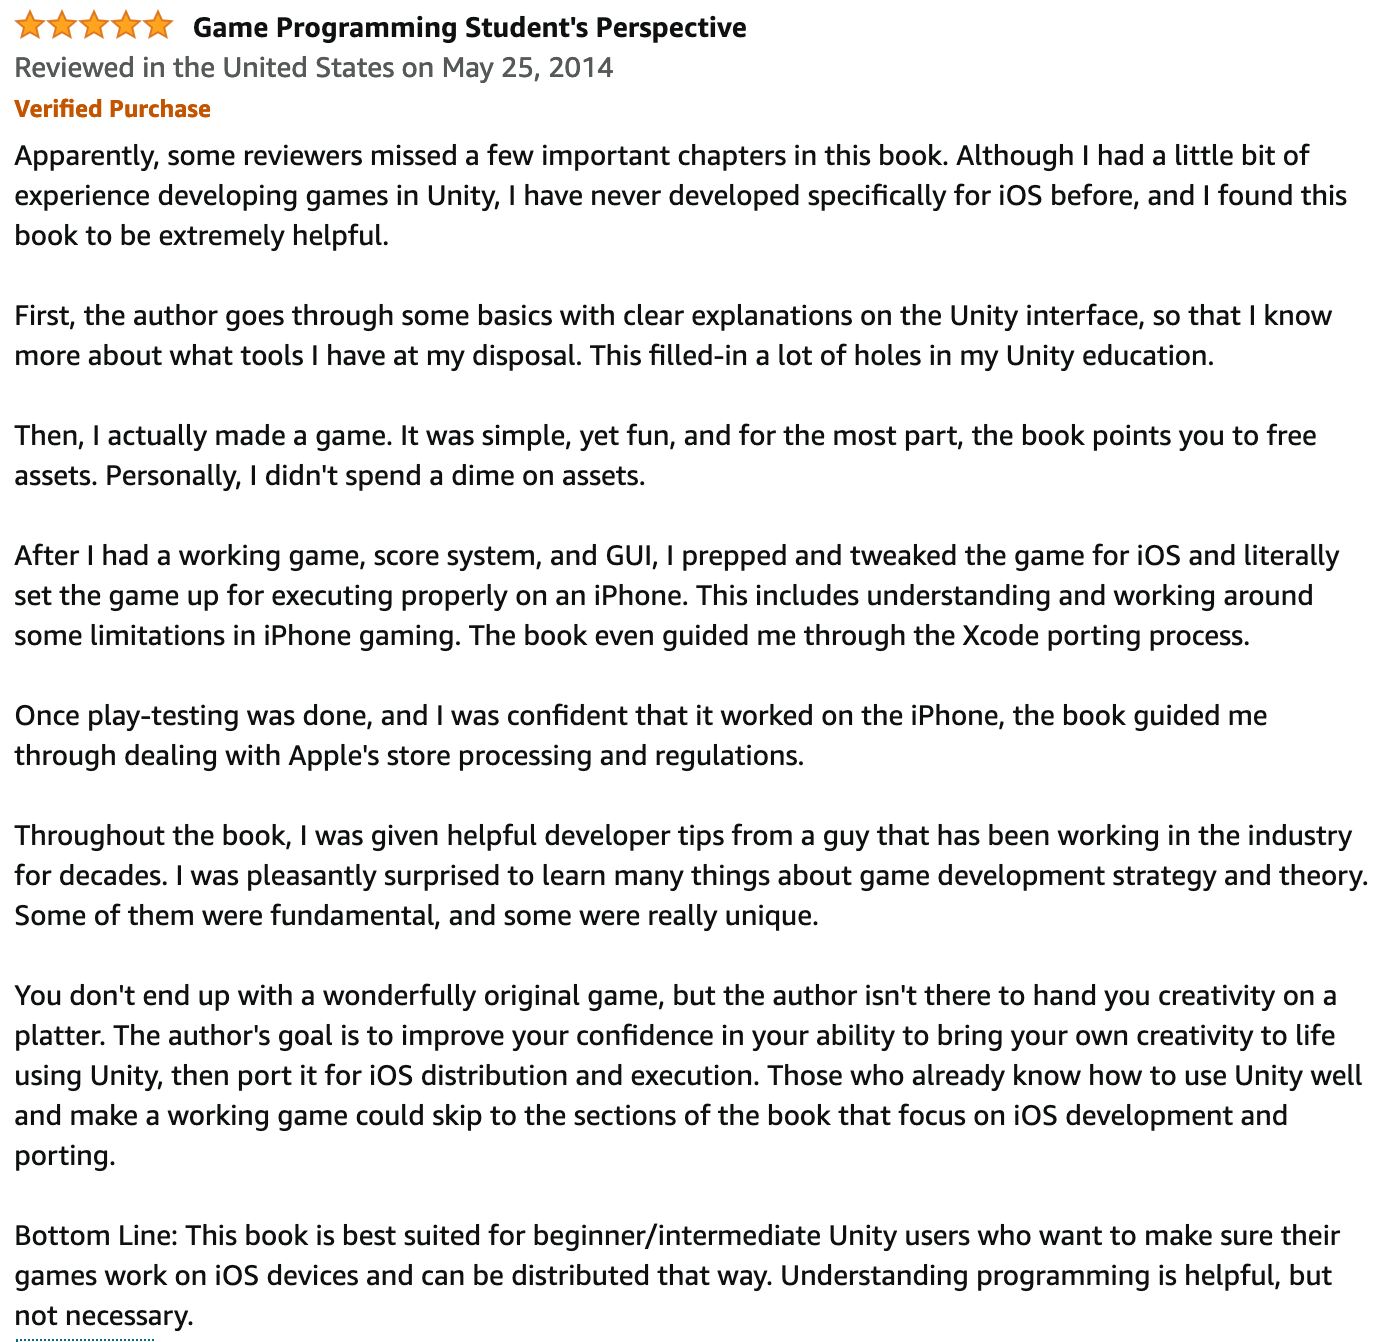 Game Programming Student's Perspective
Reviewed in the United States on May 25, 2014
Verified Purchase
Apparently, some reviewers missed a few important chapters in this book. Although I had a little bit of
experience developing games in Unity, I have never developed specifically for iOS before, and I found this
book to be extremely helpful.
First, the author goes through some basics with clear explanations on the Unity interface, so that I know
more about what tools I have at my disposal. This filled-in a lot of holes in my Unity education.
Then, I actually made a game. It was simple, yet fun, and for the most part, the book points you to free
assets. Personally, I didn't spend a dime on assets.
After I had a working game, score system, and GUI, I prepped and tweaked the game for iOS and literally
set the game up for executing properly on an iPhone. This includes understanding and working around
some limitations in iPhone gaming. The book even guided me through the Xcode porting process.
Once play-testing was done, and I was confident that it worked on the iPhone, the book guided me
through dealing with Apple's store processing and regulations.
Throughout the book, I was given helpful developer tips from a guy that has been working in the industry
for decades. I was pleasantly surprised to learn many things about game development strategy and theory.
Some of them were fundamental, and some were really unique.
You don't end up with a wonderfully original game, but the author isn't there to hand you creativity on a
platter. The author's goal is to improve your confidence in your ability to bring your own creativity to life
using Unity, then port it for iOS distribution and execution. Those who already know how to use Unity well
and make a working game could skip to the sections of the book that focus on iOS development and
porting.
Bottom Line: This book is best suited for beginner/intermediate Unity users who want to make sure their
games work on iOS devices and can be distributed that way. Understanding programming is helpful, but
not necessary.